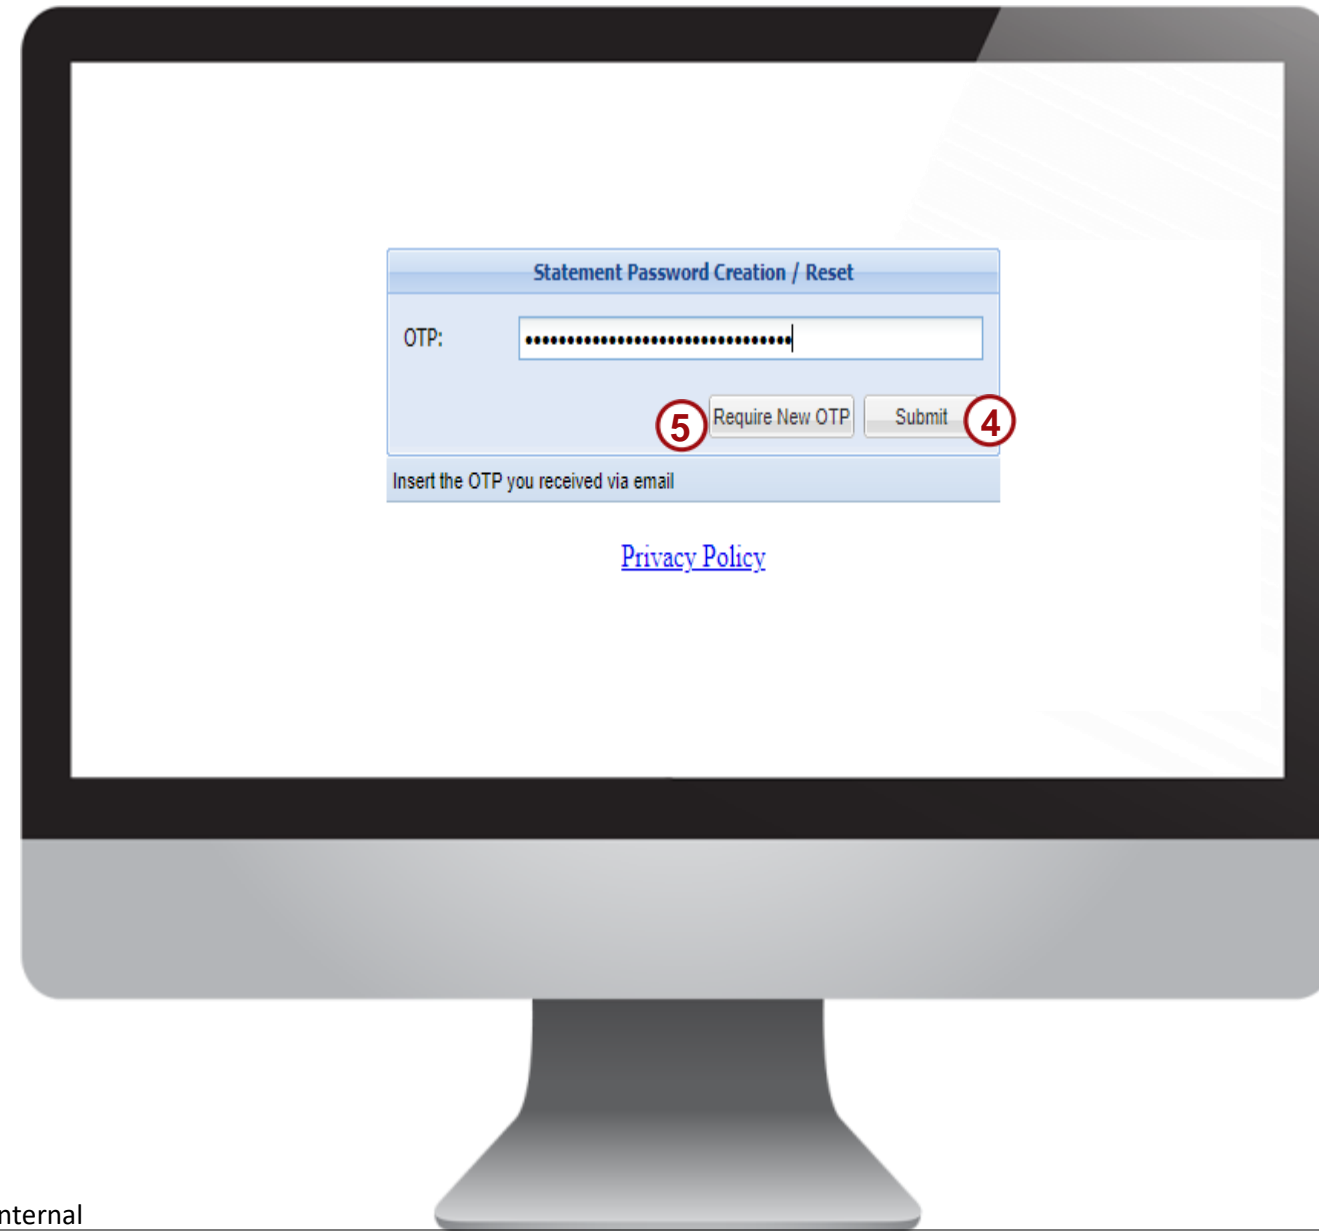 Statement Password Creation / Reset
OTP:
5 Require New OTP Submit 4
Insert the OTP you received via email
Privacy Policy
nternal